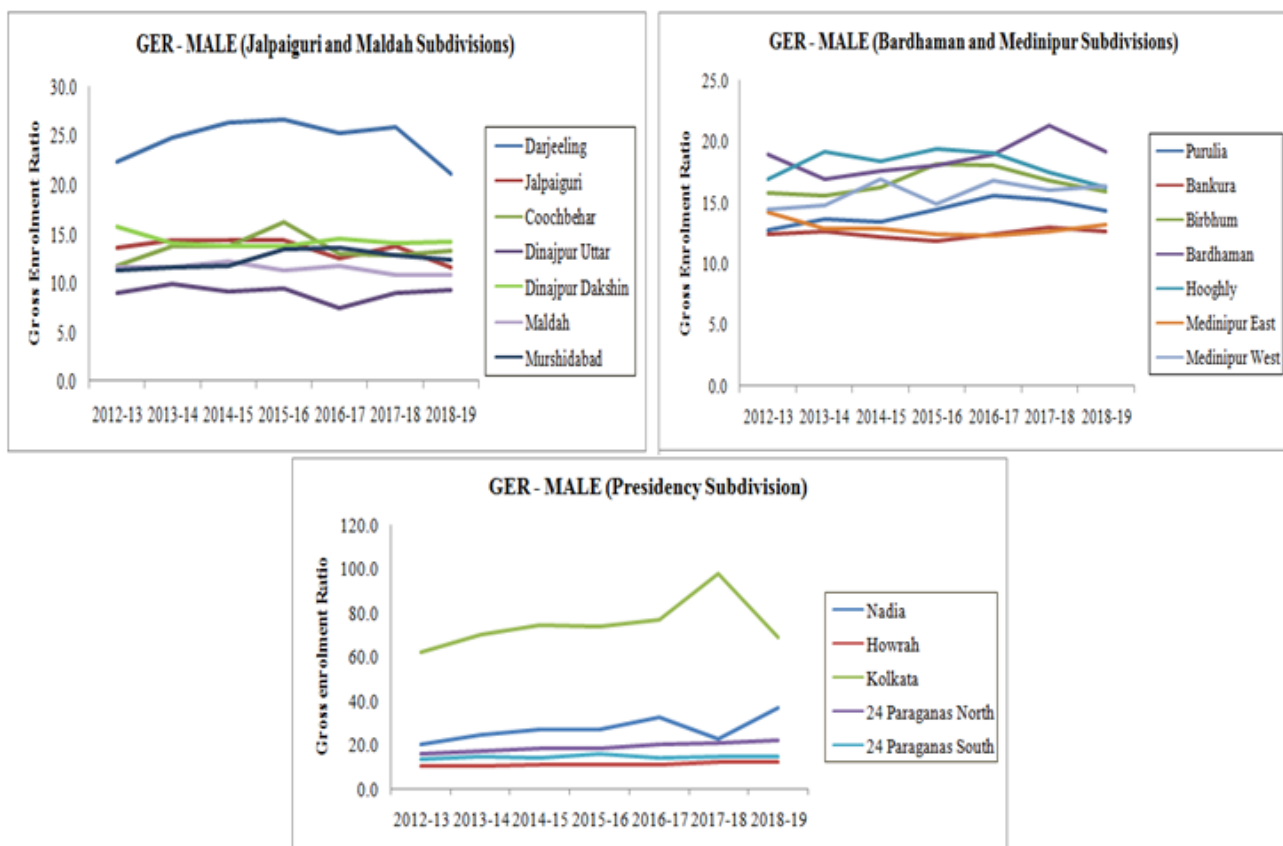 GER - MALE (Jalpaiguri and Maldah Subdivisions)
Gross Enrolment Ratio
30.0
25.0
20.0
15.0
10.0
5.0
0.0
2012-13 2013-14 2014-15 2015-16 2016-17 2017-18 2018-19
Darjeeling
Jalpaiguri
Coochbehar
Dinajpur Uttar
Dinajpur Dakshin
Maldah
Murshidabad
GER - MALE (Bardhaman and Medinipur Subdivisions)
Gross Enrolment Ratio
25.0
20.0
15.0
10.0
5.0
0.0
2012-13 2013-14 2014-15 2015-16 2016-17 2017-18 2018-19
Purulia
Bankura
Birbhum
Bardhaman
Hooghly
Medinipur East
Medinipur West
GER - MALE (Presidency Subdivision)
Gross enrolment Ratio
120.0
100.0
80.0
60.0
40.0
20.0
0.0
2012-13 2013-14 2014-15 2015-16 2016-17 2017-18 2018-19
Nadia
Howrah
Kolkata
24 Paraganas North
24 Paraganas South